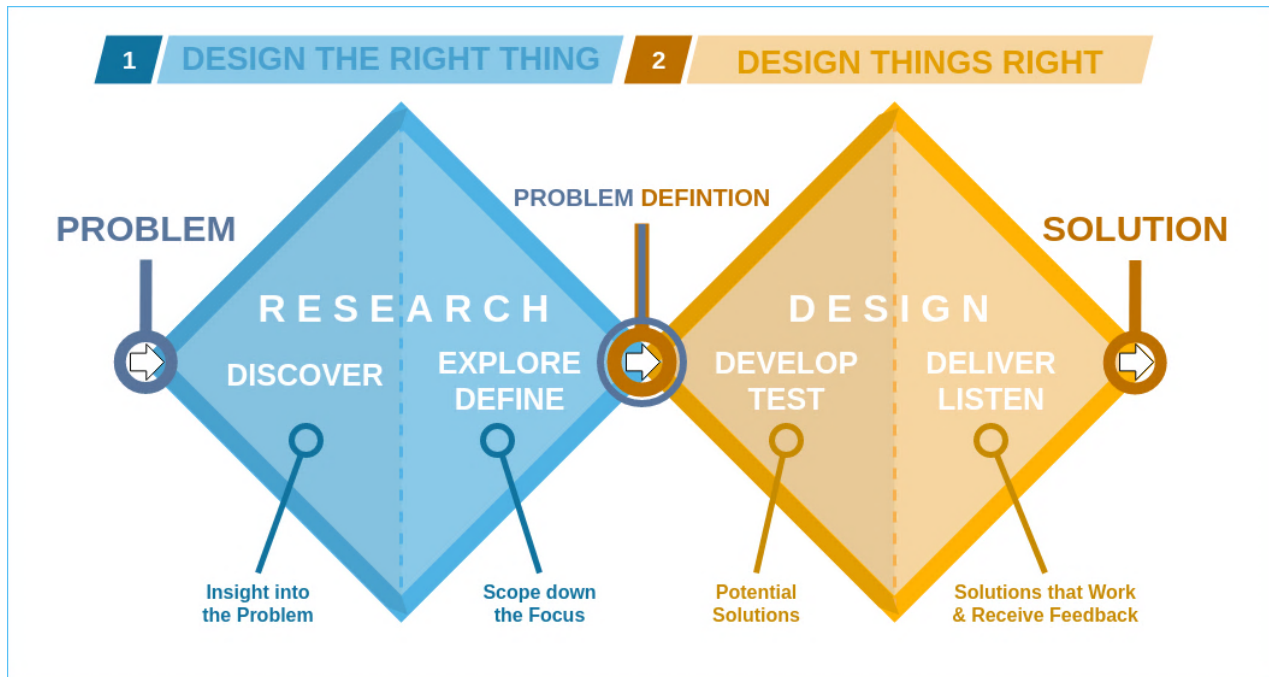 1 DESIGN THE RIGHT THING 2 DESIGN THINGS RIGHT
PROBLEM
PROBLEM DEFINTION
SOLUTION
RESEARCH
DISCOVER
EXPLORE
DEFINE
DESIGN
DEVELOP
TEST
DELIVER
LISTEN
Insight into
the Problem
Scope down
the Focus
Potential
Solutions
Solutions that Work
& Receive Feedback